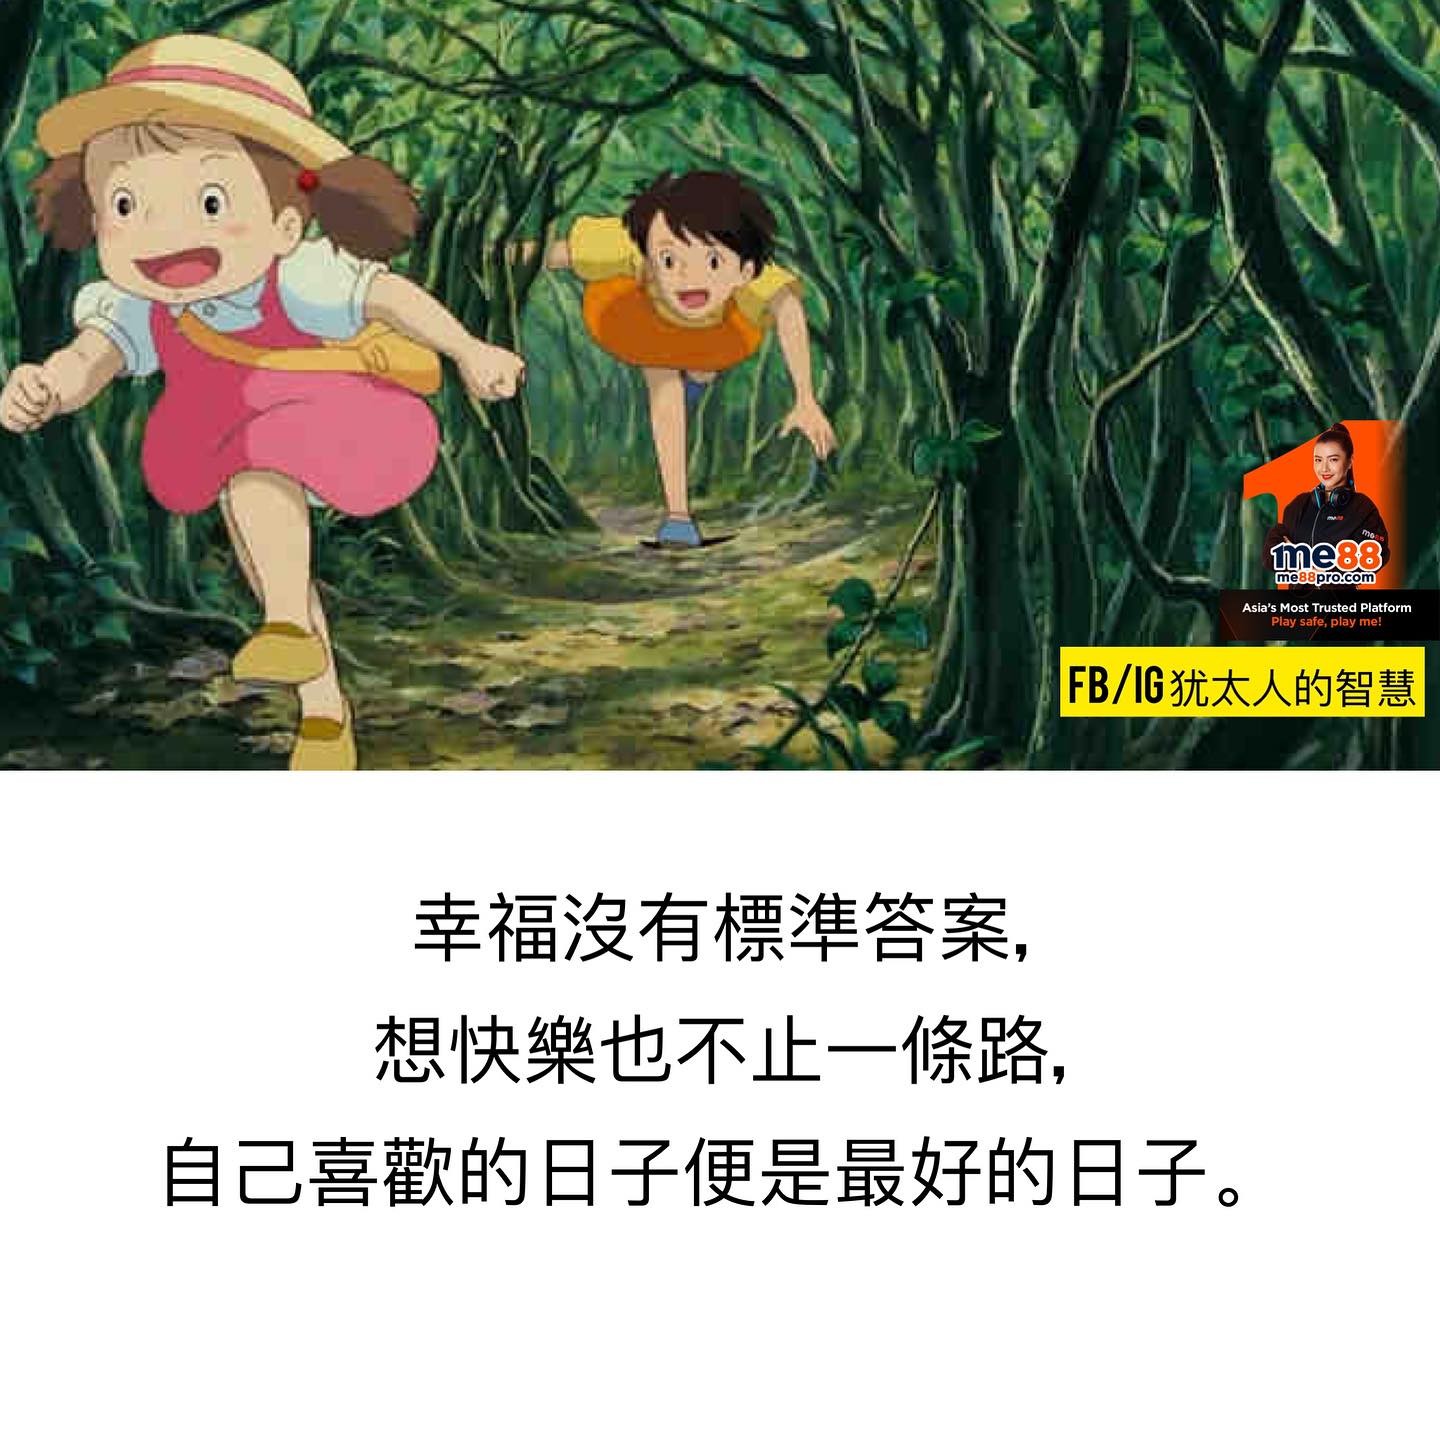 me88
me88
me88
me88pro.com
Asia's Most Trusted Platform
Play safe, play me!
FB/IG犹太人的智慧
幸福沒有標準答案,
想快樂也不止一條路,
自己喜歡的日子便是最好的日子。